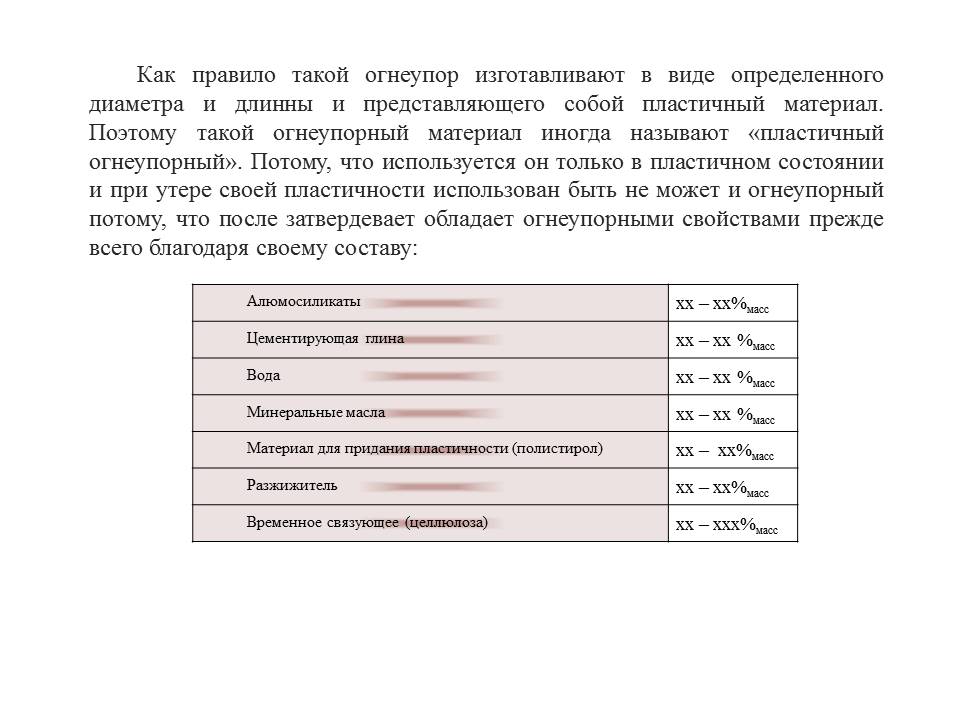 Как правило такой огнеупор изготавливают в виде определенного
диаметра и длинны и представляющего собой пластичный материал.
Поэтому такой огнеупорный материал иногда называют «пластичный
огнеупорный». Потому, что используется он только в пластичном состоянии
и при утере своей пластичности использован быть не может и огнеупорный
потому, что после затвердевает обладает огнеупорными свойствами прежде
всего благодаря своему составу:
Алюмосиликаты хх – хх%масс
Цементирующая глина хх – хх %масс
Вода хх – хх %масс
Минеральные масла хх – хх %масс
Материал для придания пластичности (полистирол) хх – хх%масс
Разжижитель хх – хх%масс
Временное связующее (целлюлоза) хх – ххх%масс